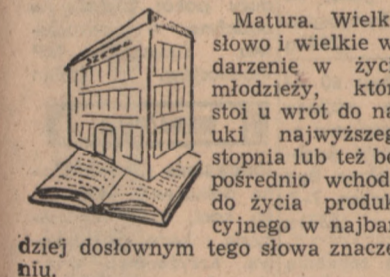 Matura. Wielk
słowo i wielkie w
darzenie w życi
młodzieży, któr
stoi u wrót do na
uki najwyższeg
stopnia lub też be
pośrednio wchod
do życia produk
cyjnego w najbar
dziej dosłownym tego słowa znacze
niu.